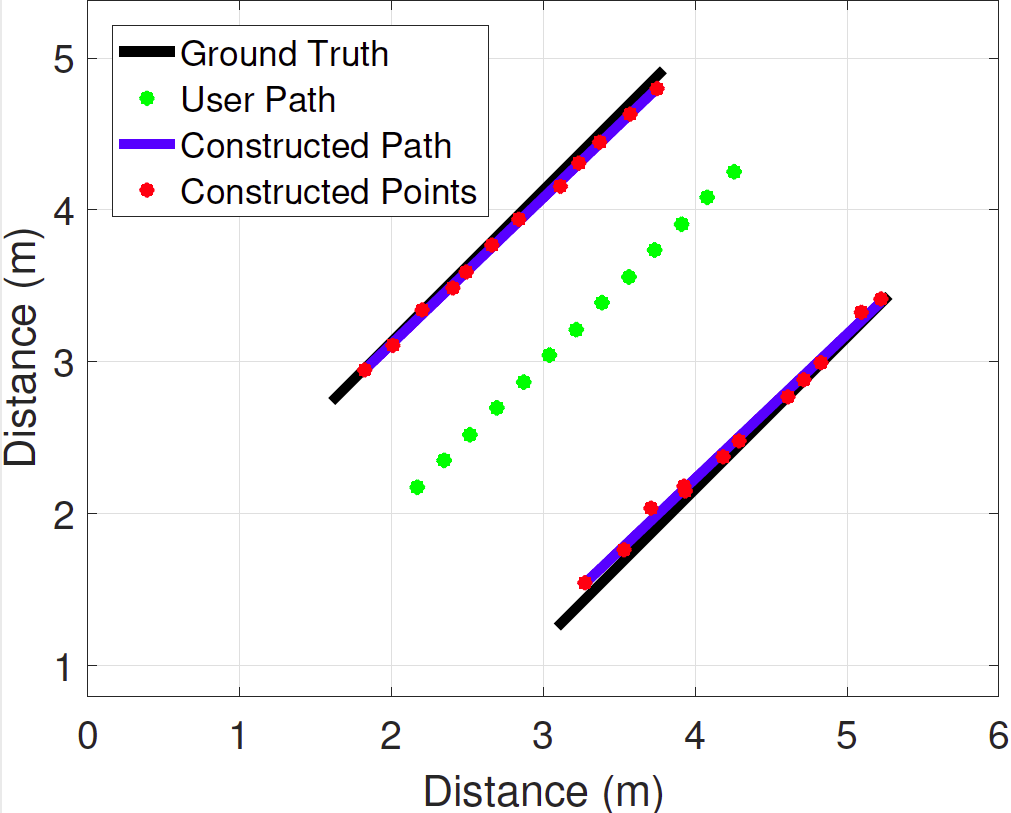 Ground Truth
User Path
Constructed Path
Constructed Points
5
4
3
2
1
Distance (m)
0 1 2 3 4 5 6
Distance (m)